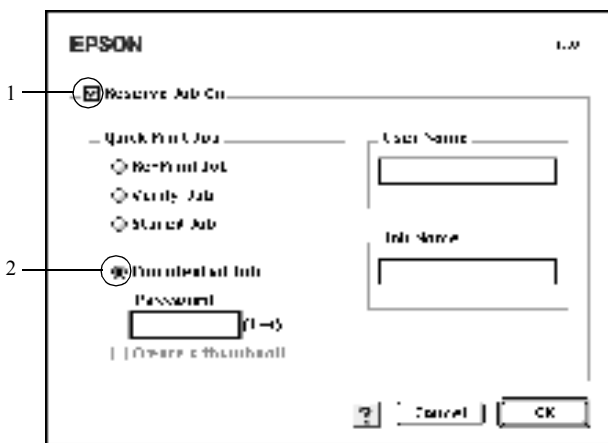 EPSON
1
Reserve Job On
Quick Print Job
User Name
Re-Print Job
Verify Job
Stored Job
Job Name
2
Confidential Job
Password
Create a thumbnail
?
Cancel
OK